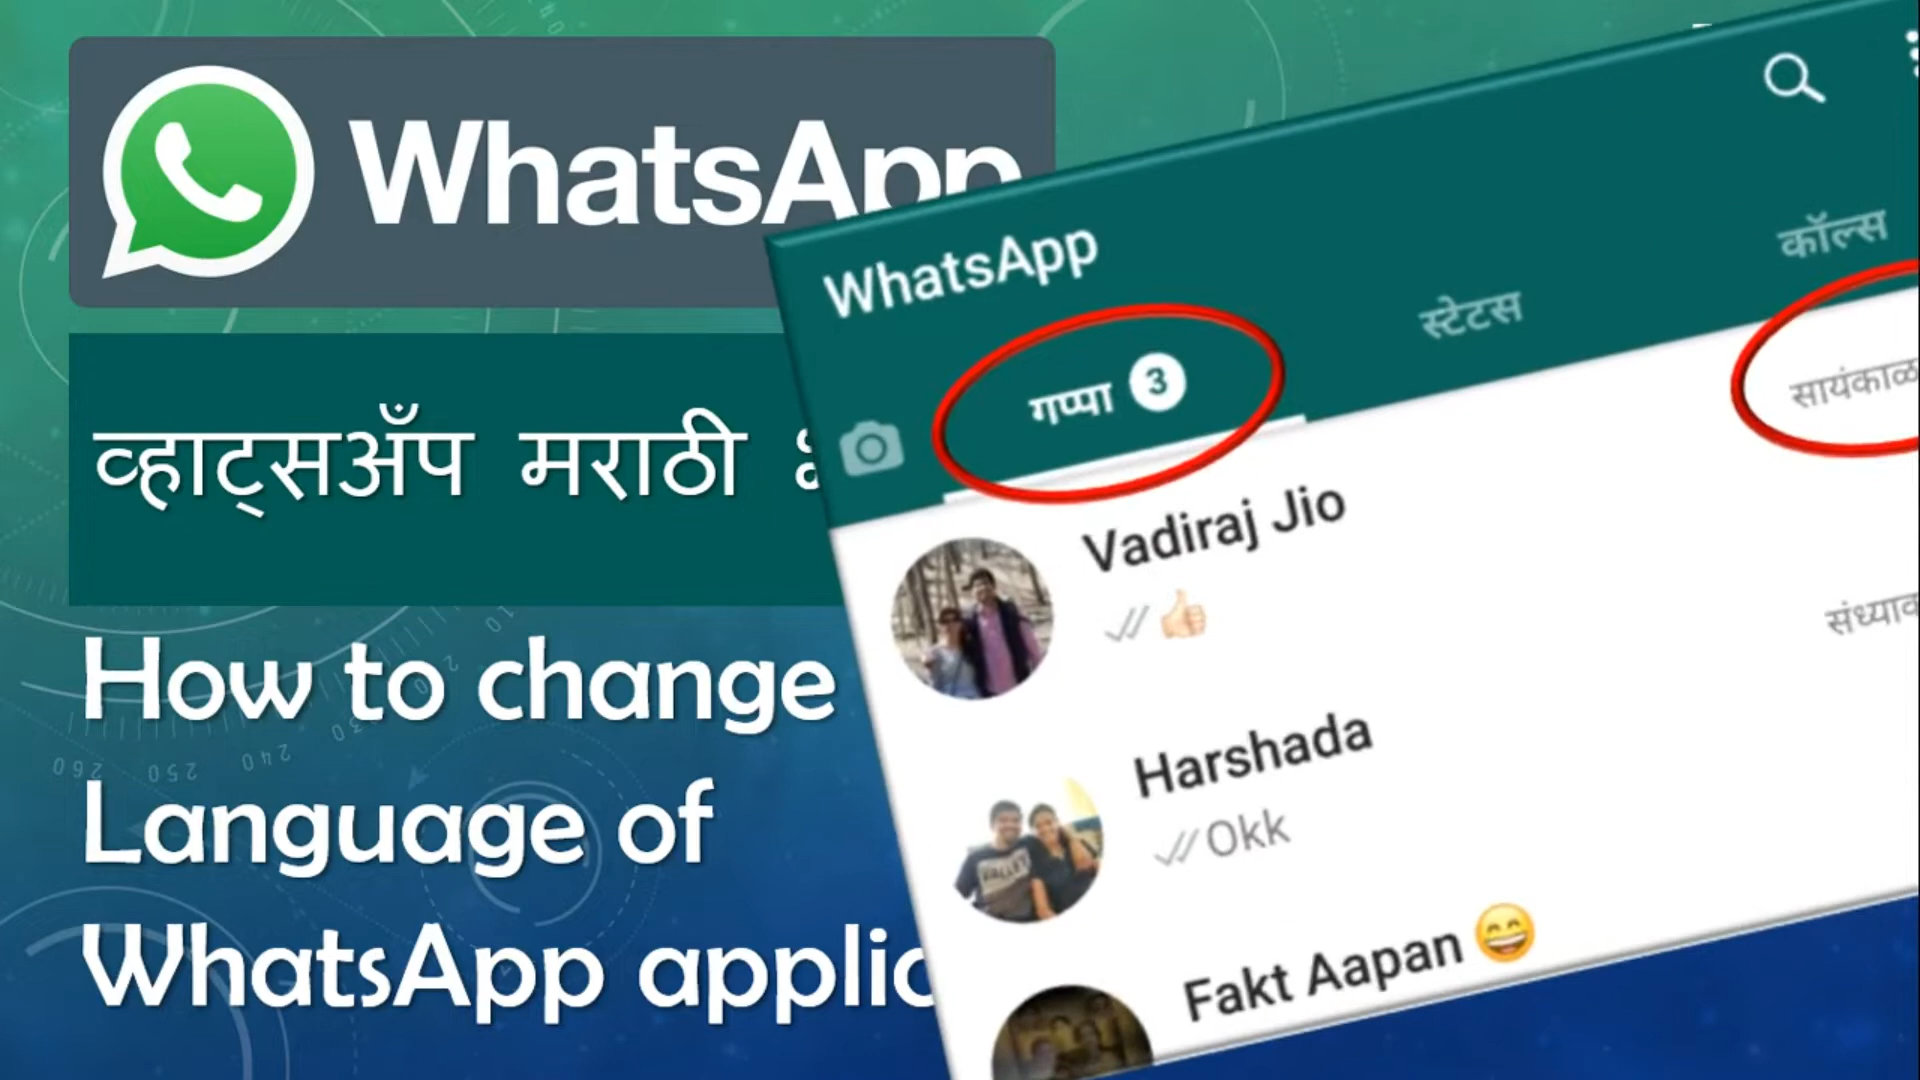 WhatsApp
व्हाट्सअँप मराठी
How to change
Language of
WhatsApp
WhatsApp
गप्पा 3
स्टेटस
कॉल्स
सायंकाळ
Vadiraj Jio
Harshada
Okk
Fakt Aapan